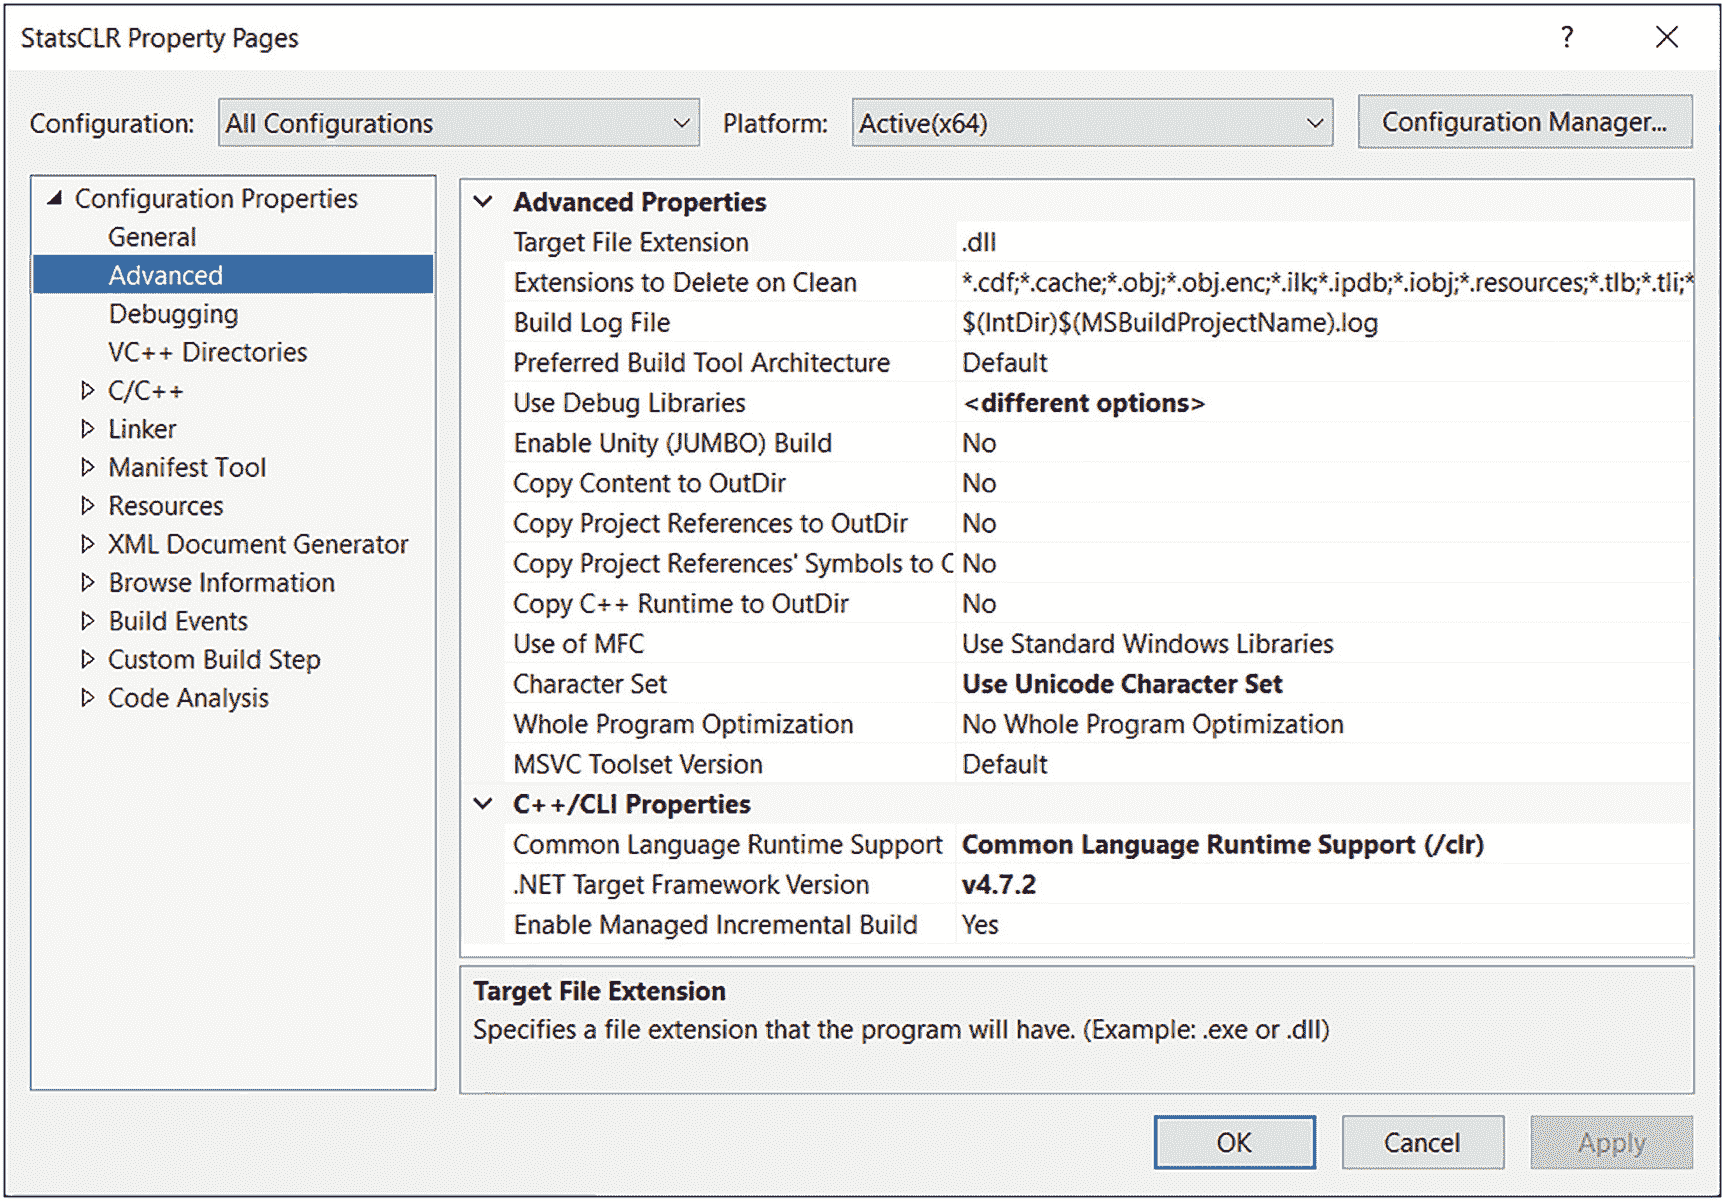 StatsCLR Property Pages
?
Configuration: All Configurations Platform: Active(x64) Configuration Manager...
Configuration Properties
General
Advanced
Debugging
VC++ Directories
C/C++
Linker
Manifest Tool
Resources
XML Document Generator
Browse Information
Build Events
Custom Build Step
Code Analysis
Advanced Properties
Target File Extension .dll
Extensions to Delete on Clean *.cdf;*.cache;*.obj;*.obj.enc;*.ilk;*.ipdb;*.iobj;*.resources;*.tlb;*.tli;*
Build Log File $(IntDir)$(MSBuildProjectName).log
Preferred Build Tool Architecture Default
Use Debug Libraries <different options>
Enable Unity (JUMBO) Build No
Copy Content to OutDir No
Copy Project References to OutDir No
Copy Project References' Symbols to No
Copy C++ Runtime to OutDir No
Use of MFC Use Standard Windows Libraries
Character Set Use Unicode Character Set
Whole Program Optimization No Whole Program Optimization
MSVC Toolset Version Default
C++/CLI Properties
Common Language Runtime Support Common Language Runtime Support (/clr)
.NET Target Framework Version v4.7.2
Enable Managed Incremental Build Yes
Target File Extension
Specifies a file extension that the program will have. (Example: .exe or .dll)
OK Cancel Apply